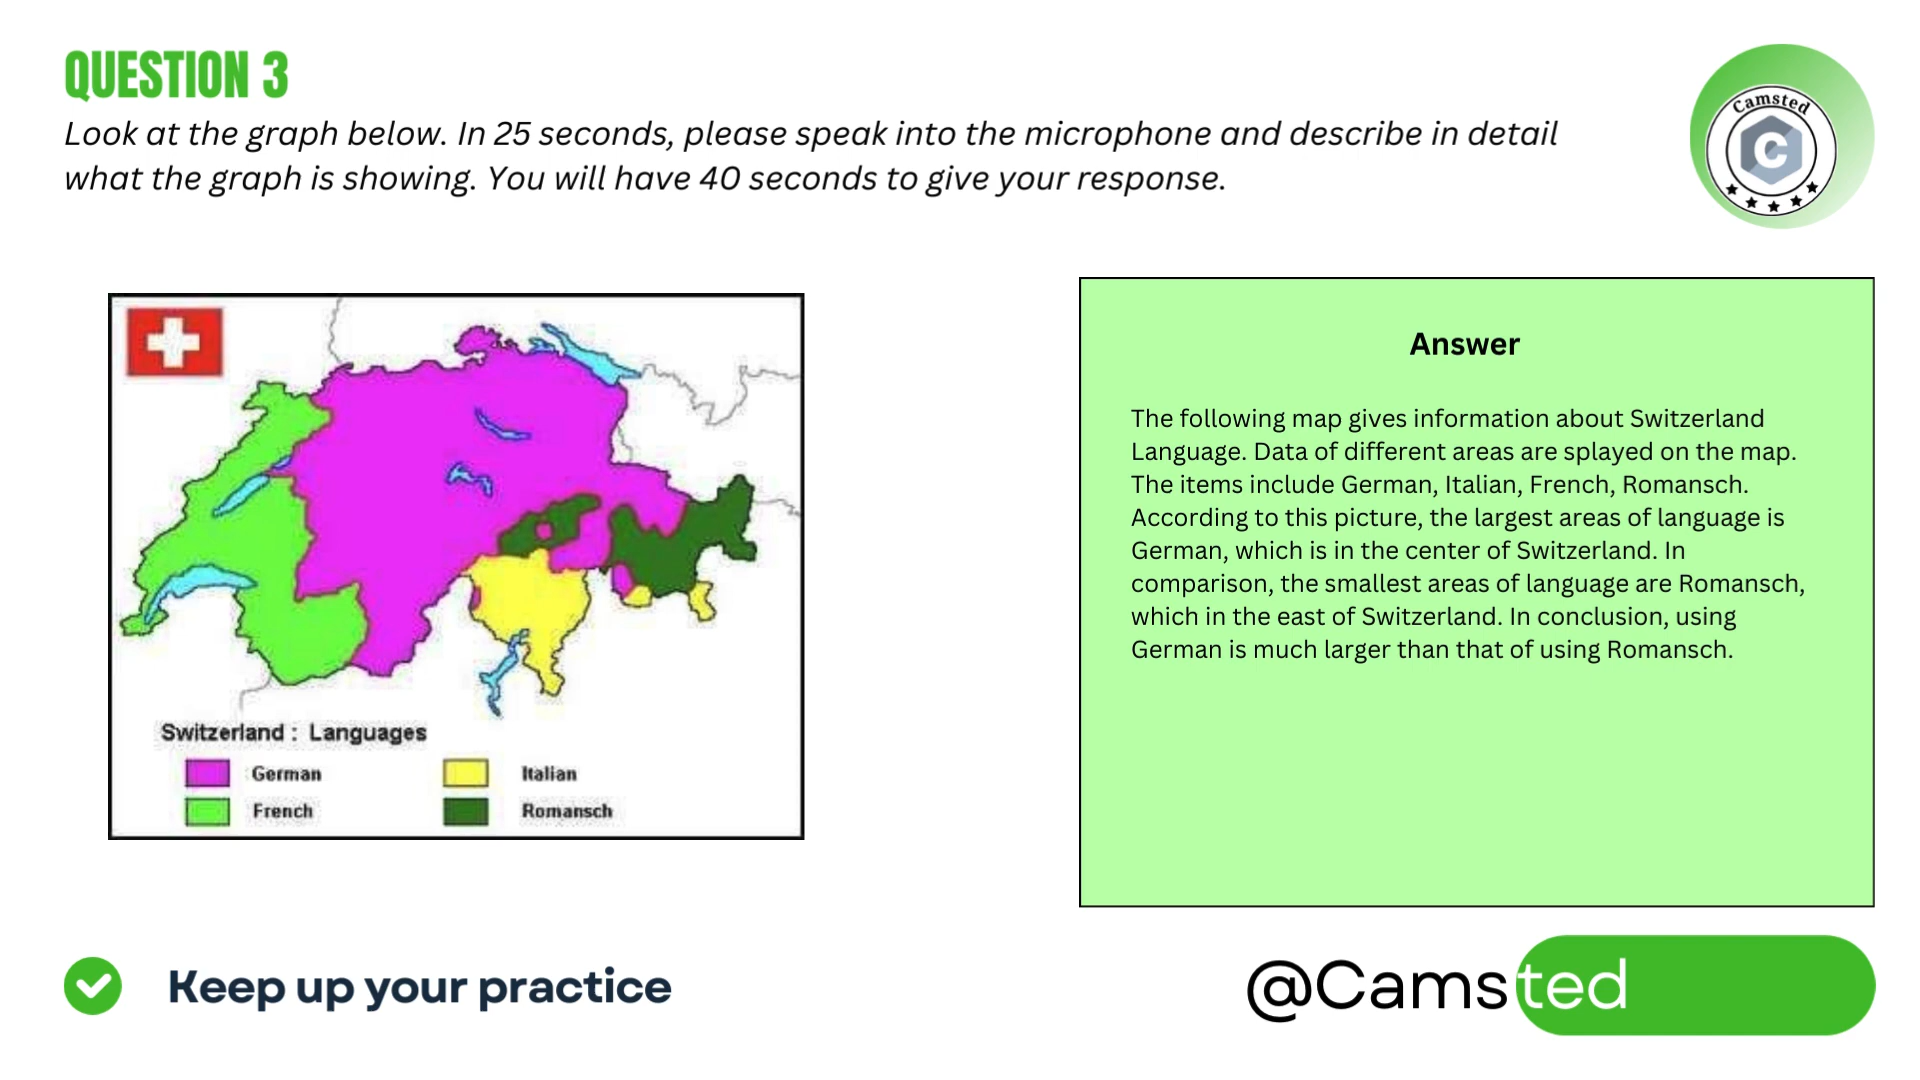 QUESTION 3
Look at the graph below. In 25 seconds, please speak into the microphone and describe in detail
what the graph is showing. You will have 40 seconds to give your response.
Camsted
C
Answer
The following map gives information about Switzerland
Language. Data of different areas are splayed on the map.
The items include German, Italian, French, Romansch.
According to this picture, the largest areas of language is
German, which is in the center of Switzerland. In
comparison, the smallest areas of language are Romansch,
which in the east of Switzerland. In conclusion, using
German is much larger than that of using Romansch.
Switzerland : Languages
German
Italian
French
Romansch
Keep up your practice
@Camsted